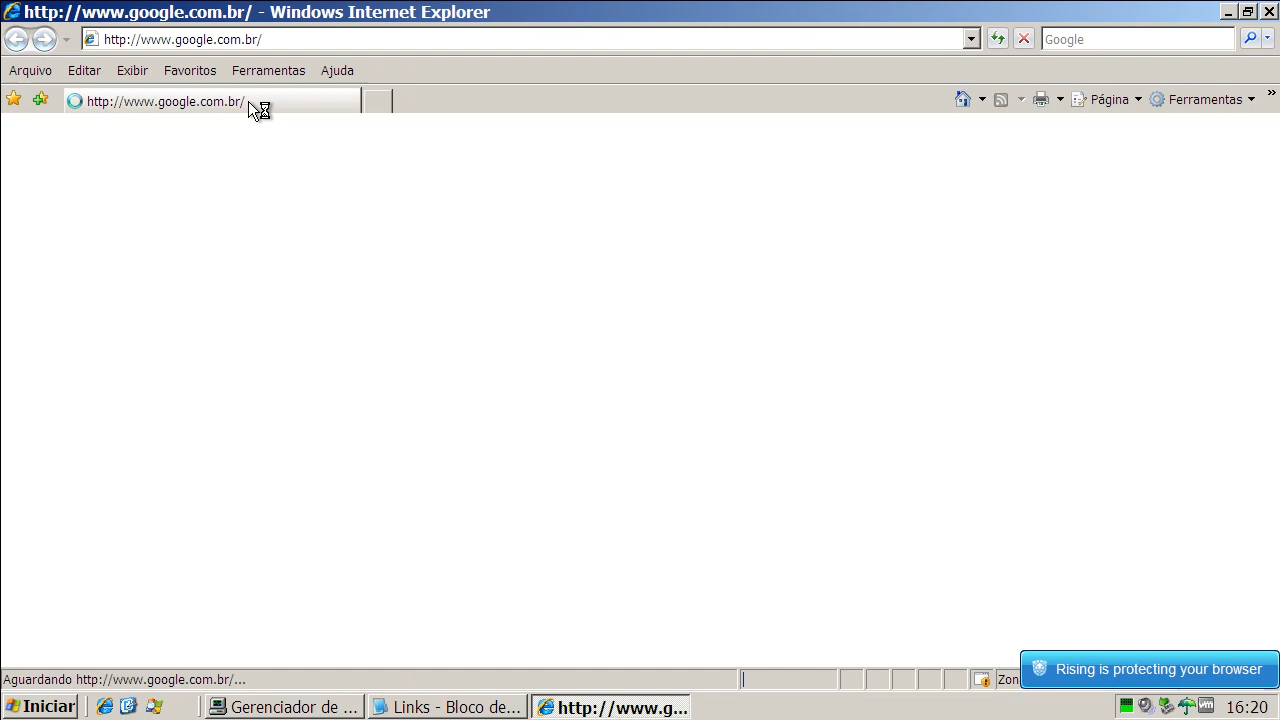 http://www.google.com.br/ - Windows Internet Explorer
http://www.google.com.br/
Google
Arquivo Editar Exibir Favoritos Ferramentas Ajuda
http://www.google.com.br/
Página Ferramentas »
Aguardando http://www.google.com.br/...
Zon
Rising is protecting your browser
Iniciar
Gerenciador de ...
Links - Bloco de...
http://www.g...
vm
16:20